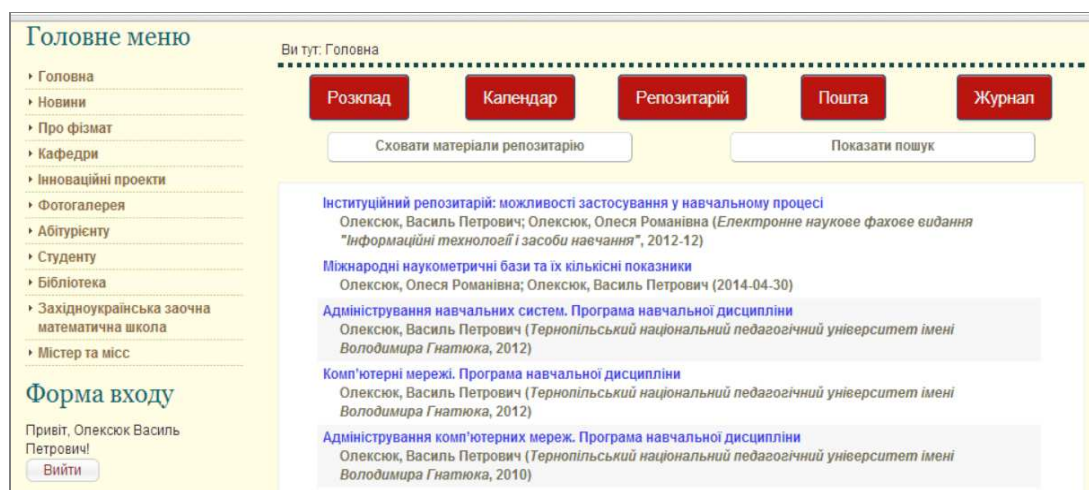 Головне меню
Головна
Новини
Про фізмат
Кафедри
Інноваційні проекти
Фотогалерея
Абітурієнту
Студенту
Бібліотека
Західноукраїнська заочна
математична школа
Містер та місс
Форма входу
Привіт, Олексюк Василь
Петрович!
Вийти
Ви тут: Головна
Розклад
Календар
Репозитарій
Пошта
Журнал
Сховати матеріали репозитарію
Показати пошук
Інституційний репозитарій: можливості застосування у навчальному процесі
Олексюк, Василь Петрович; Олексюк, Олеся Романівна (Електронне наукове фахове видання
"Інформаційні технології і засоби навчання", 2012-12)
Міжнародні наукометричні бази та їх кількісні показники
Олексюк, Олеся Романівна; Олексюк, Василь Петрович (2014-04-30)
Адміністрування навчальних систем. Програма навчальної дисципліни
Олексюк, Василь Петрович (Тернопільський національний педагогічний університет імені
Володимира Гнатюка, 2012)
Комп'ютерні мережі. Програма навчальної дисципліни
Олексюк, Василь Петрович (Тернопільський національний педагогічний університет імені
Володимира Гнатюка, 2012)
Адміністрування комп'ютерних мереж. Програма навчальної дисципліни
Олексюк, Василь Петрович (Тернопільський національний педагогічний університет імені
Володимира Гнатюка, 2010)